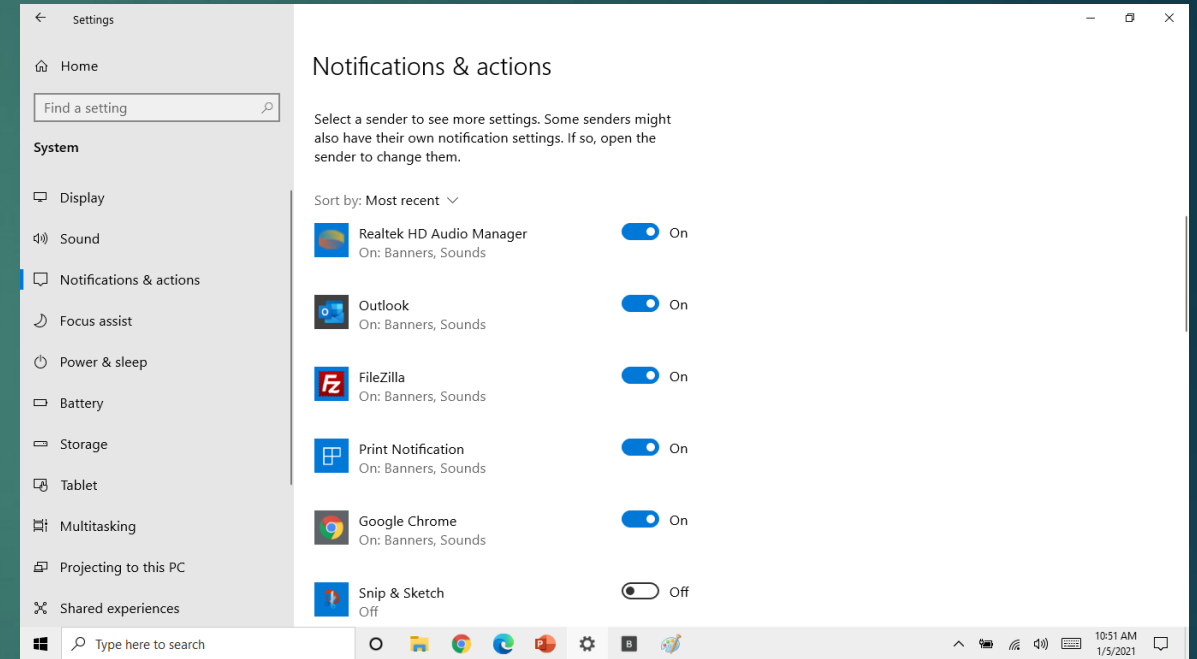 Settings
Home
Find a setting
System
Display
Sound
Notifications & actions
Focus assist
Power & sleep
Battery
Storage
Tablet
Multitasking
Projecting to this PC
Shared experiences
Notifications & actions
Select a sender to see more settings. Some senders might
also have their own notification settings. If so, open the
sender to change them.
Sort by: Most recent
Realtek HD Audio Manager
On: Banners, Sounds
On
Outlook
On: Banners, Sounds
On
FileZilla
On: Banners, Sounds
On
Print Notification
On: Banners, Sounds
On
Google Chrome
On: Banners, Sounds
On
Snip & Sketch
Off
Off
Type here to search
10:51 AM
1/5/2021